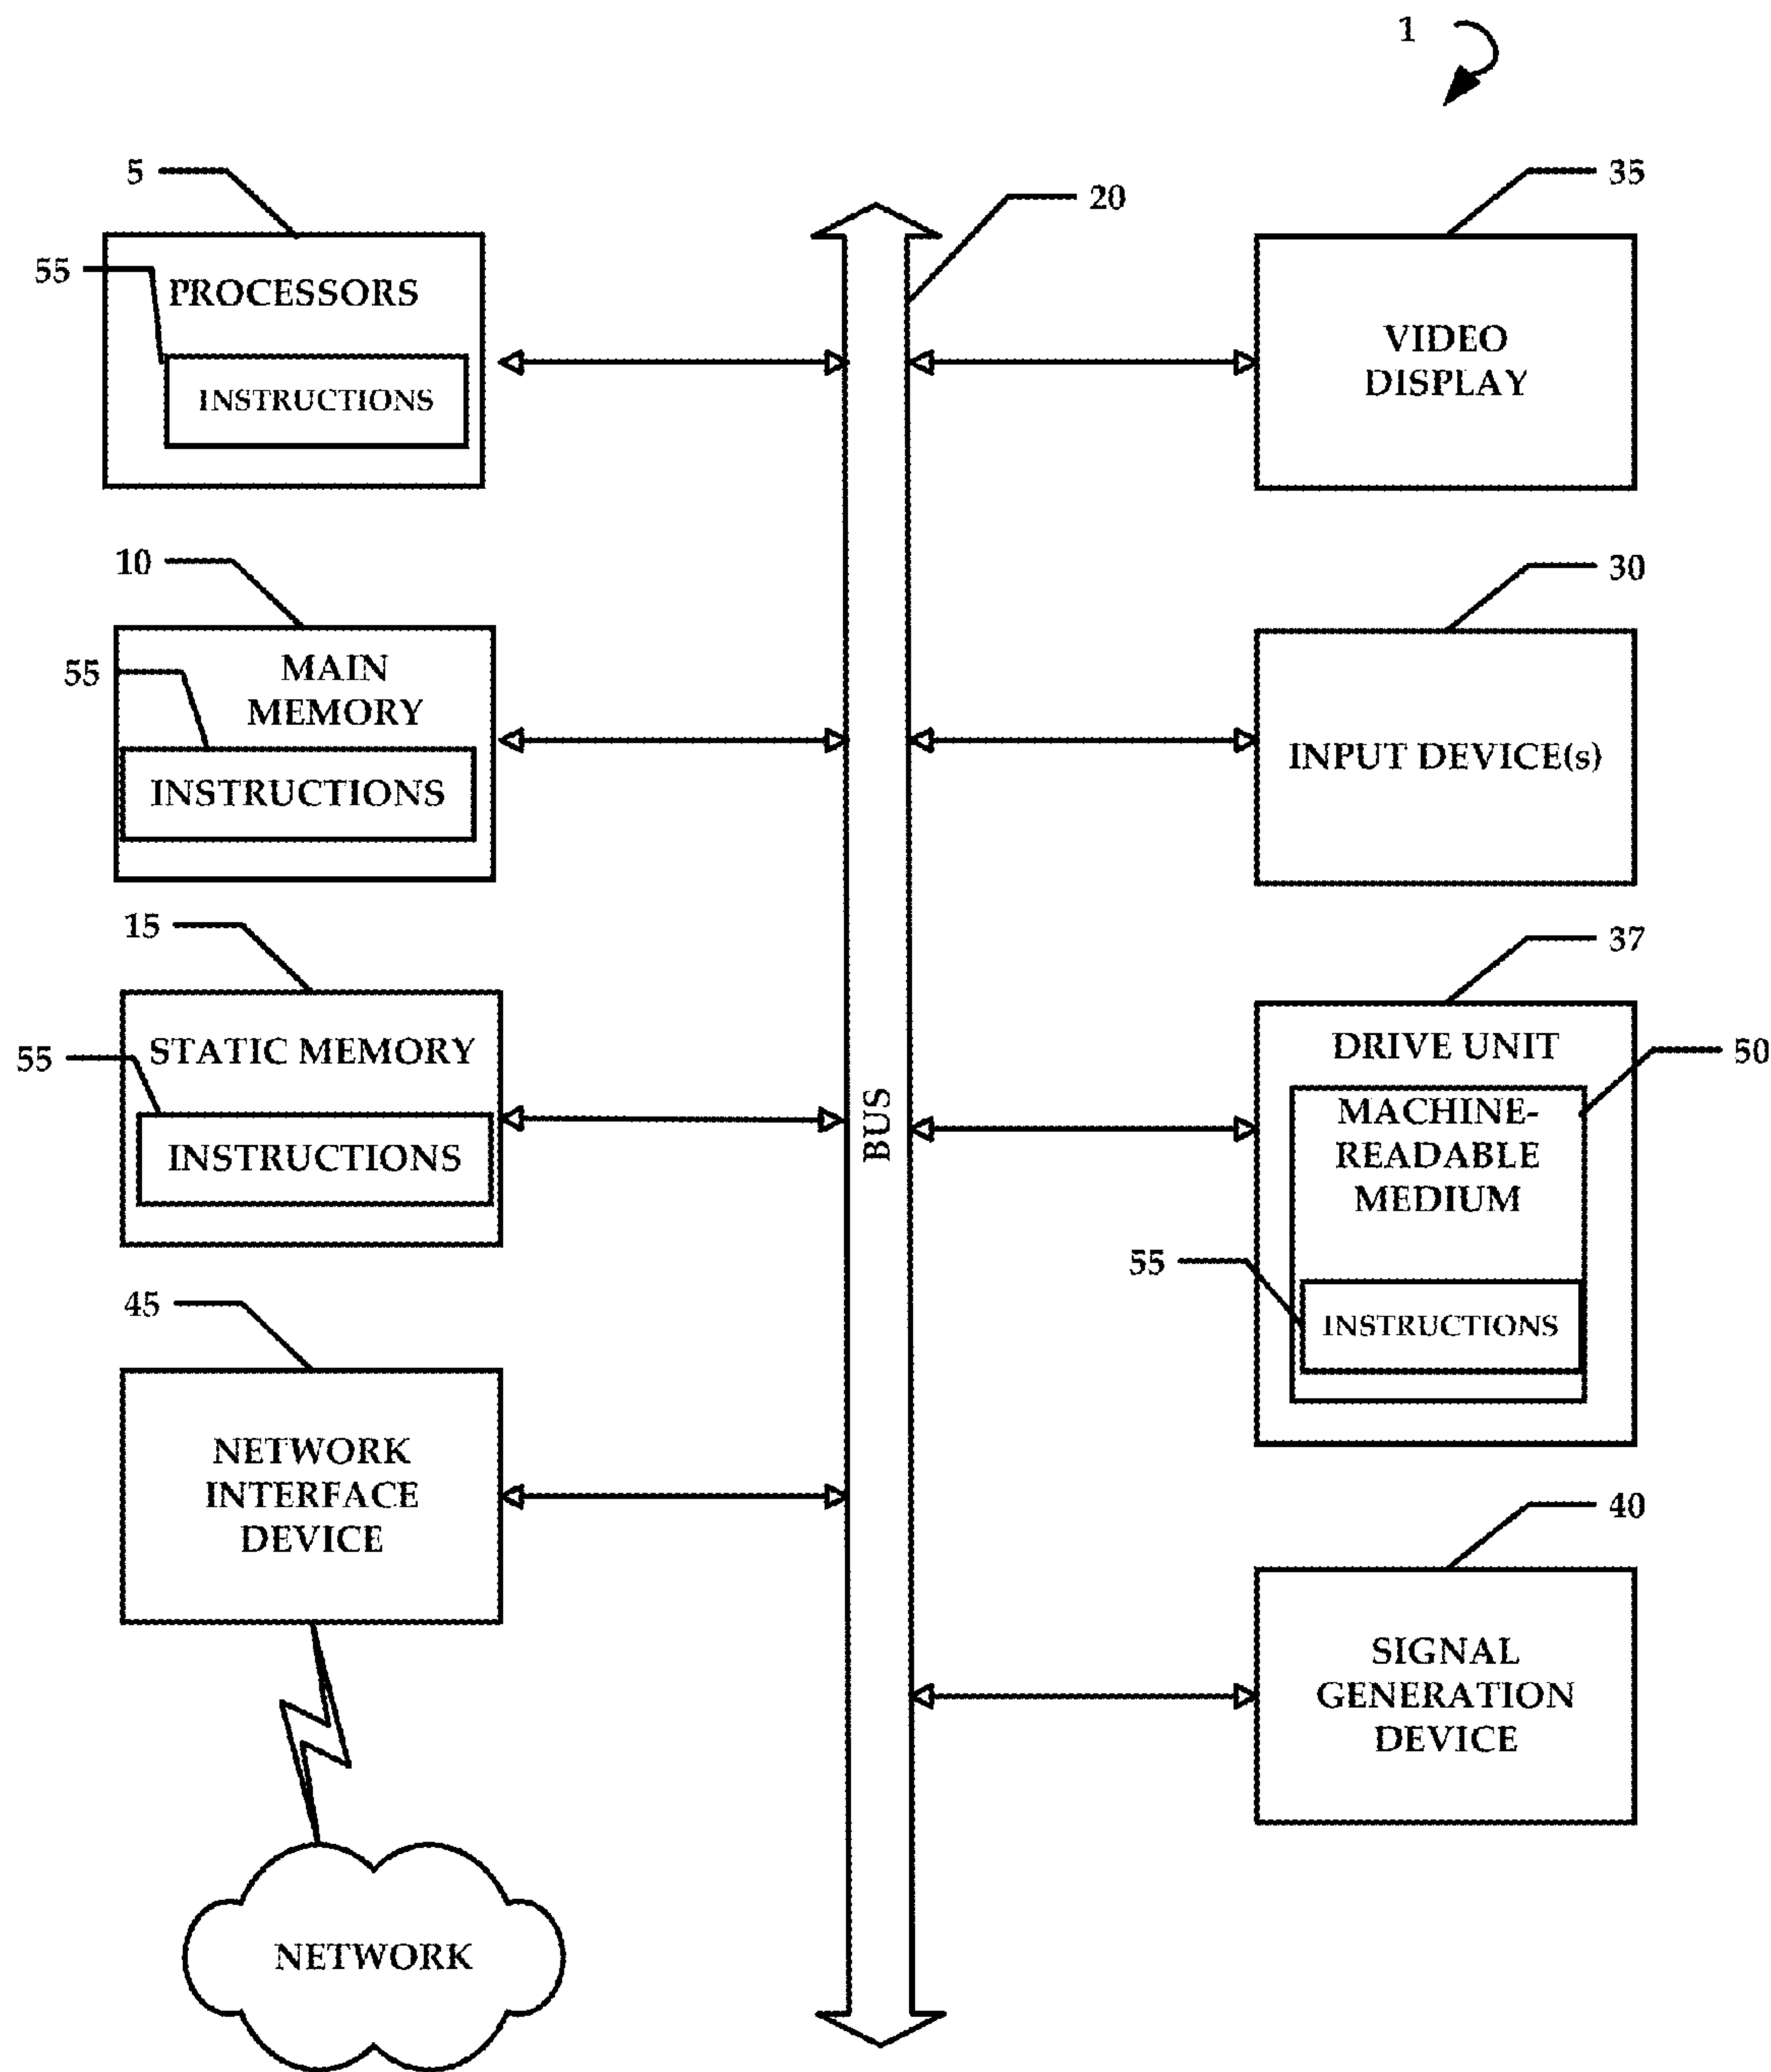 1
5
35
20
55
PROCESSORS
INSTRUCTIONS
VIDEO
DISPLAY
10
30
55
MAIN
MEMORY
INSTRUCTIONS
INPUT DEVICE(s)
15
37
55
STATIC MEMORY
INSTRUCTIONS
BUS
DRIVE UNIT
50
MACHINE-
READABLE
MEDIUM
55
INSTRUCTIONS
45
NETWORK
INTERFACE
DEVICE
40
SIGNAL
GENERATION
DEVICE
NETWORK